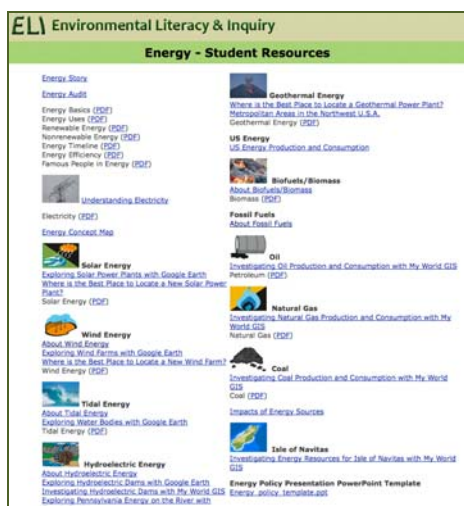 ELI Environmental Literacy & Inquiry
Energy - Student Resources
Energy Story
Energy Audit
Energy Basics (PDF)
Energy Uses (PDF)
Renewable Energy (PDF)
Nonrenewable Energy (PDF)
Energy Timeline (PDF)
Energy Efficiency (PDF)
Famous People in Energy (PDF)
Understanding Electricity
Electricity (PDF)
Energy Concept Map
Solar Energy
Exploring Solar Power Plants with Google Earth
Where is the Best Place to Locate a New Solar Power
Plant?
Solar Energy (PDF)
Wind Energy
About Wind Energy
Exploring Wind Farms with Google Earth
Where is the Best Place to Locate a New Wind Farm?
Wind Energy (PDF)
Tidal Energy
About Tidal Energy
Exploring Water Bodies with Google Earth
Tidal Energy (PDF)
Hydroelectric Energy
About Hydroelectric Energy
Exploring Hydroelectric Dams with Google Earth
Investigating Hydroelectric Dams with My World GIS
Exploring Pennsylvania Energy on the River with
Geothermal Energy
Where is the Best Place to Locate a Geothermal Power Plant?
Metropolitan Areas in the Northwest U.S.A.
Geothermal Energy (PDF)
US Energy
US Energy Production and Consumption
Biofuels/Biomass
About Biofuels/Biomass
Biomass (PDF)
Fossil Fuels
About Fossil Fuels
Oil
Investigating Oil Production and Consumption with My World GIS
Petroleum (PDF)
Natural Gas
Investigating Natural Gas Production and Consumption with My
World GIS
Natural Gas (PDF)
Coal
Investigating Coal Production and Consumption with My World
GIS
Coal (PDF)
Impacts of Energy Sources
Isle of Navitas
Investigating Energy Resources for Isle of Navitas with My World
GIS
Energy Policy Presentation PowerPoint Template
Energy_policy_template.ppt